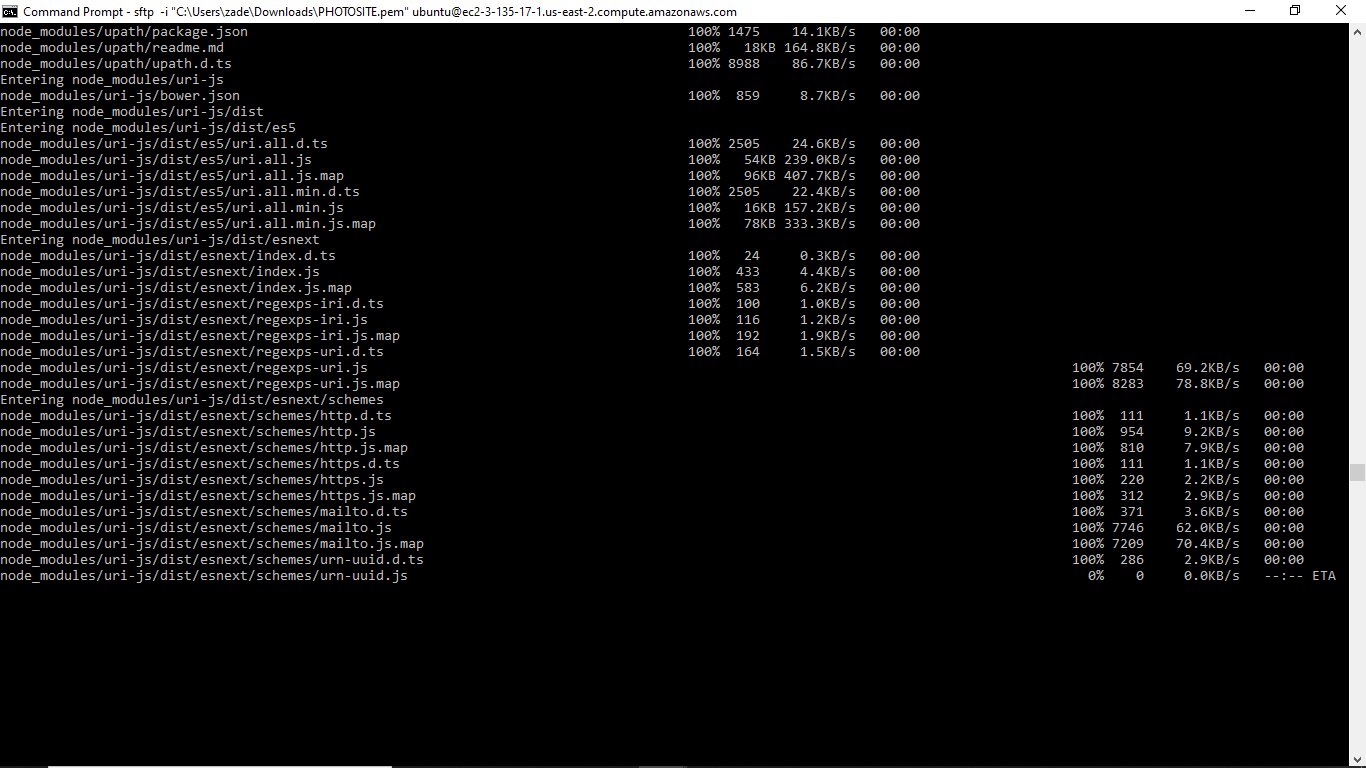 Command Prompt - sftp -i "C:\Users\zade\Downloads\PHOTOSITE.pem" ubuntu@ec2-3-135-17-1.us-east-2.compute.amazonaws.com
node_modules/upath/package.json 100% 1475 14.1KB/s 00:00
node_modules/upath/readme.md 100% 18KB 164.8KB/s 00:00
node_modules/upath/upath.d.ts 100% 8988 86.7KB/s 00:00
Entering node_modules/uri-js
node_modules/uri-js/bower.json 100% 859 8.7KB/s 00:00
Entering node_modules/uri-js/dist
Entering node_modules/uri-js/dist/es5
node_modules/uri-js/dist/es5/uri.all.d.ts 100% 2505 24.6KB/s 00:00
node_modules/uri-js/dist/es5/uri.all.js 100% 54KB 239.0KB/s 00:00
node_modules/uri-js/dist/es5/uri.all.js.map 100% 96KB 407.7KB/s 00:00
node_modules/uri-js/dist/es5/uri.all.min.d.ts 100% 2505 22.4KB/s 00:00
node_modules/uri-js/dist/es5/uri.all.min.js 100% 16KB 157.2KB/s 00:00
node_modules/uri-js/dist/es5/uri.all.min.js.map 100% 78KB 333.3KB/s 00:00
Entering node_modules/uri-js/dist/esnext
node_modules/uri-js/dist/esnext/index.d.ts 100% 24 0.3KB/s 00:00
node_modules/uri-js/dist/esnext/index.js 100% 433 4.4KB/s 00:00
node_modules/uri-js/dist/esnext/index.js.map 100% 583 6.2KB/s 00:00
node_modules/uri-js/dist/esnext/regexps-iri.d.ts 100% 100 1.0KB/s 00:00
node_modules/uri-js/dist/esnext/regexps-iri.js 100% 116 1.2KB/s 00:00
node_modules/uri-js/dist/esnext/regexps-iri.js.map 100% 192 1.9KB/s 00:00
node_modules/uri-js/dist/esnext/regexps-uri.d.ts 100% 164 1.5KB/s 00:00
node_modules/uri-js/dist/esnext/regexps-uri.js 100% 7854 69.2KB/s 00:00
node_modules/uri-js/dist/esnext/regexps-uri.js.map 100% 8283 78.8KB/s 00:00
Entering node_modules/uri-js/dist/esnext/schemes
node_modules/uri-js/dist/esnext/schemes/http.d.ts 100% 111 1.1KB/s 00:00
node_modules/uri-js/dist/esnext/schemes/http.js 100% 954 9.2KB/s 00:00
node_modules/uri-js/dist/esnext/schemes/http.js.map 100% 810 7.9KB/s 00:00
node_modules/uri-js/dist/esnext/schemes/https.d.ts 100% 111 1.1KB/s 00:00
node_modules/uri-js/dist/esnext/schemes/https.js 100% 220 2.2KB/s 00:00
node_modules/uri-js/dist/esnext/schemes/https.js.map 100% 312 2.9KB/s 00:00
node_modules/uri-js/dist/esnext/schemes/mailto.d.ts 100% 371 3.6KB/s 00:00
node_modules/uri-js/dist/esnext/schemes/mailto.js 100% 7746 62.0KB/s 00:00
node_modules/uri-js/dist/esnext/schemes/mailto.js.map 100% 7209 70.4KB/s 00:00
node_modules/uri-js/dist/esnext/schemes/urn-uuid.d.ts 100% 286 2.9KB/s 00:00
node_modules/uri-js/dist/esnext/schemes/urn-uuid.js 0% 0 0.0KB/s --:-- ETA